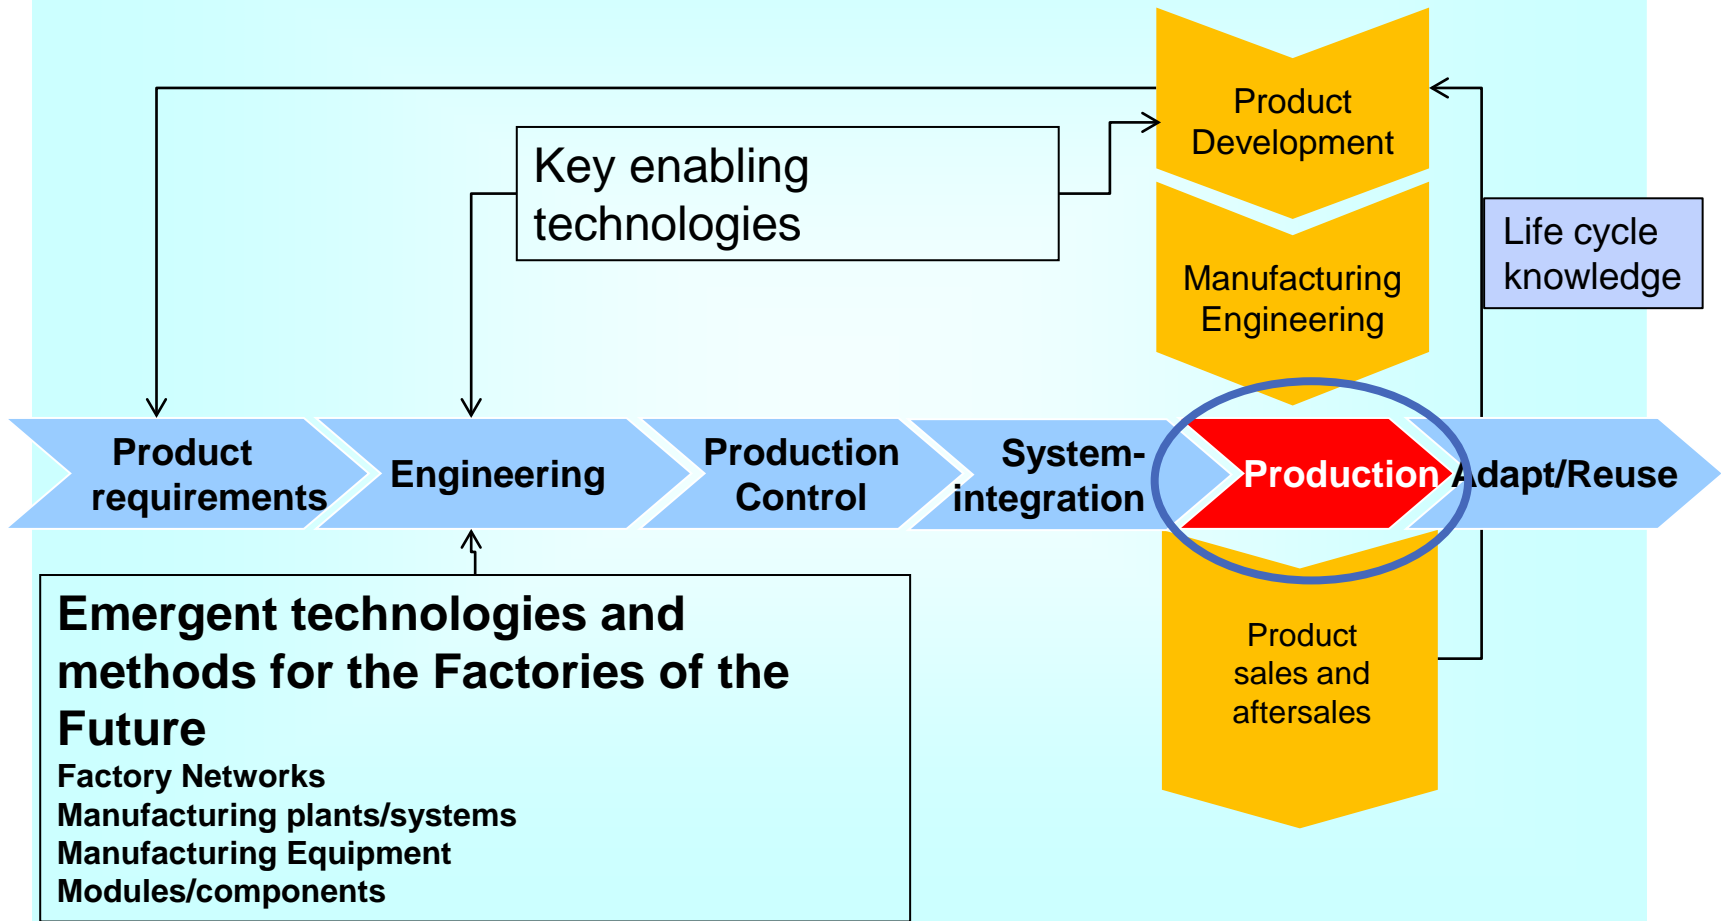 Product
Development
Key enabling
technologies
Life cycle
knowledge
Manufacturing
Engineering
Product
requirements
Engineering
Production
Control
System-
integration
Production
Adapt/Reuse
Emergent technologies and
methods for the Factories of the
Future
Factory Networks
Manufacturing plants/systems
Manufacturing Equipment
Modules/components
Product
sales and
aftersales